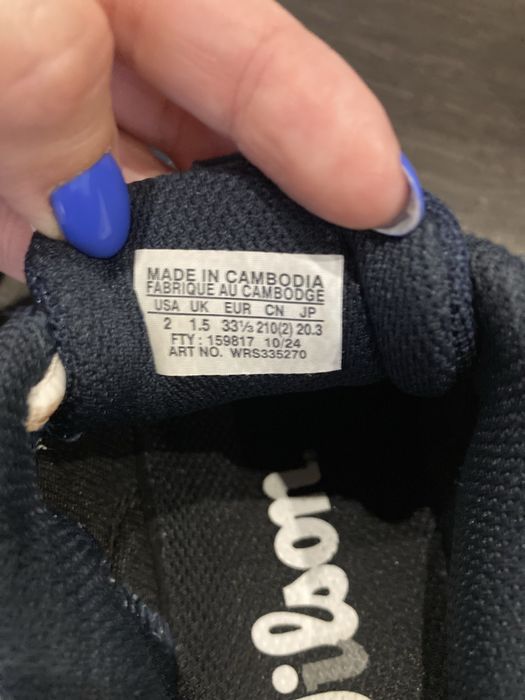 MADE IN CAMBODIA
FABRIQUE AU CAMBODGE
USA UK EUR CN JP
2 1.5 33⅓ 210(2) 20.3
FTY : 159817 10/24
ART NO. WRS335270
Wilson